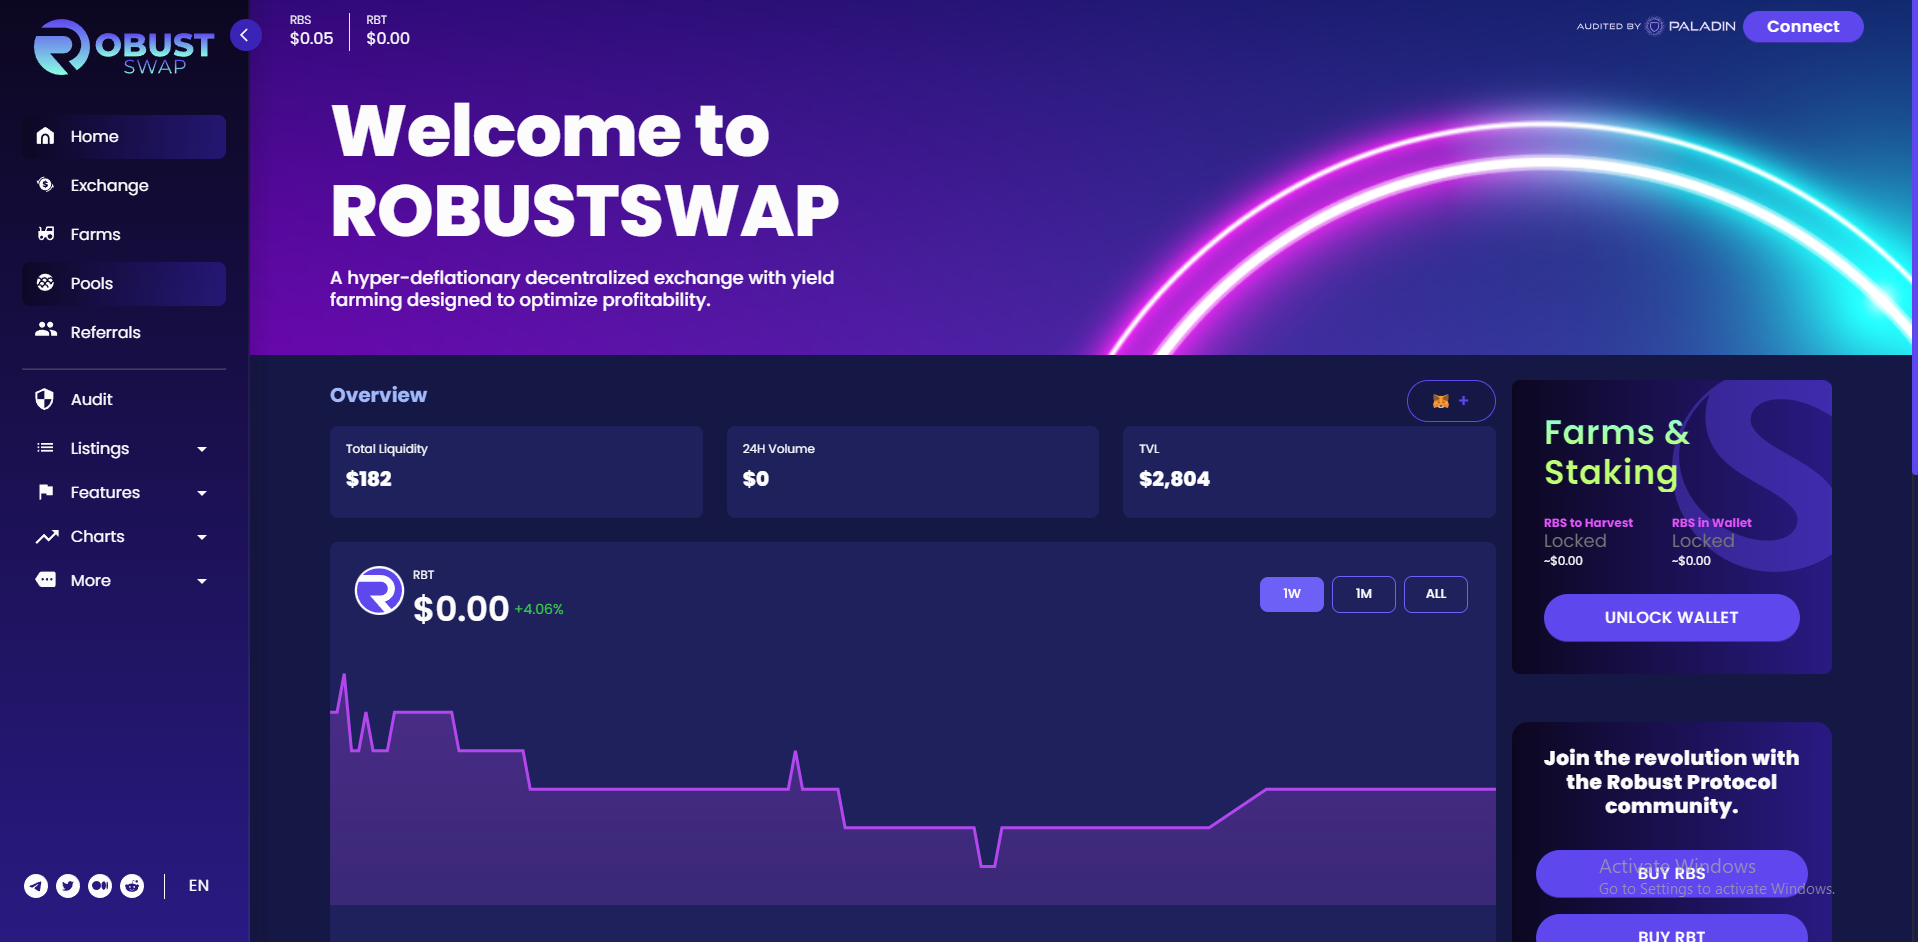 ROBUST
SWAP
Home
Exchange
Farms
Pools
Referrals
Audit
Listings
Features
Charts
More
EN
RBS
$0.05
RBT
$0.00
AUDITED BY PALADIN
Connect
Welcome to
ROBUSTSWAP
A hyper-deflationary decentralized exchange with yield
farming designed to optimize profitability.
Overview
+
Total Liquidity
$182
24H Volume
$0
TVL
$2,804
RBT
$0.00 +4.06%
1W
1M
ALL
Farms &
Staking
RBS to Harvest
Locked
~$0.00
RBS in Wallet
Locked
~$0.00
UNLOCK WALLET
Join the revolution with
the Robust Protocol
community.
BUY RBS
Activate Windows
Go to Settings to activate Windows.
BUY RBT